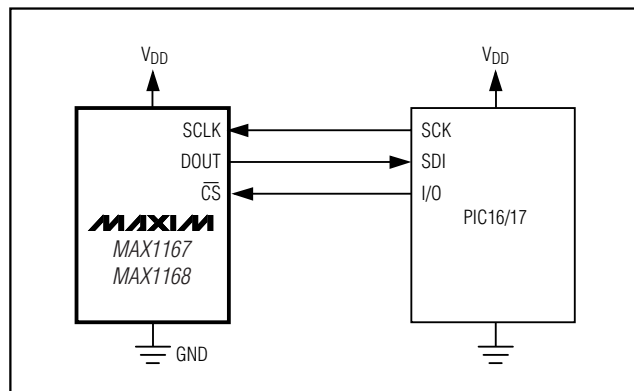 VDD VDD
SCLK SCK
DOUT SDI
CS I/O
MAXIM
MAX1167
MAX1168
PIC16/17
GND